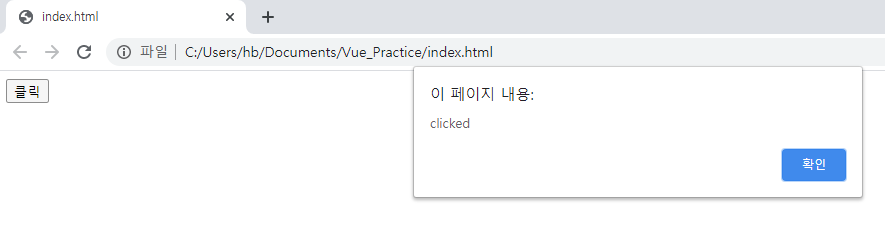 index.html
파일 C:/Users/hb/Documents/Vue_Practice/index.html
클릭
이 페이지 내용:
clicked
확인